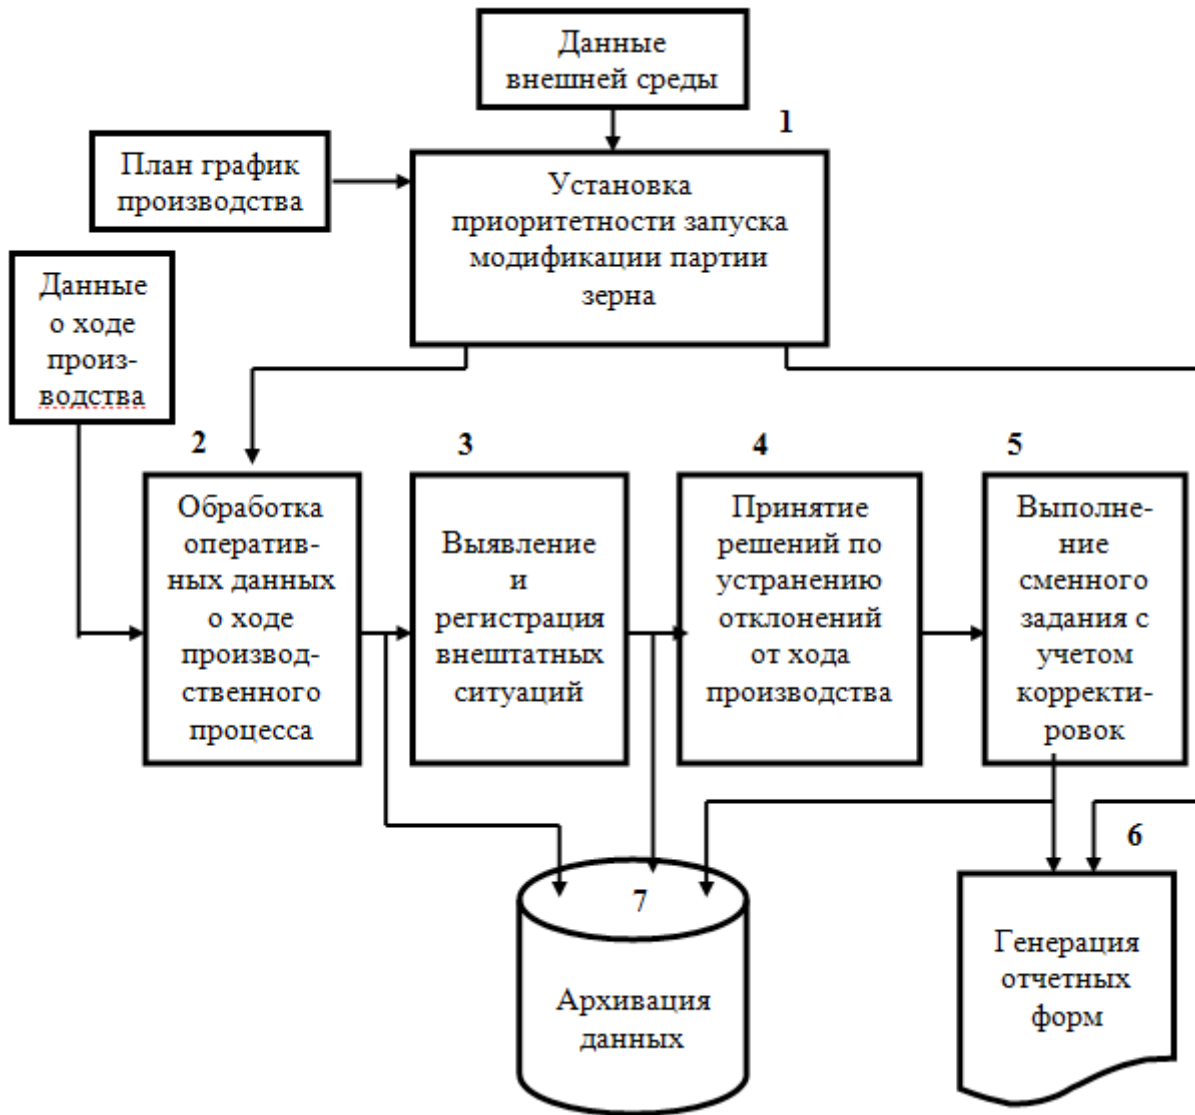 Данные
внешней среды
1
План график
производства
Установка
приоритетности запуска
модификации партии
зерна
Данные
о ходе
произ-
водства
2
3
4
5
Обработка
оператив-
ных данных
о ходе
производ-
ственного
процесса
Выявление
и
регистрация
внештатных
ситуаций
Принятие
решений по
устранению
отклонений
от хода
производства
Выполне-
ние
сменного
задания с
учетом
корректи-
ровок
6
7
Архивация
данных
Генерация
отчетных
форм